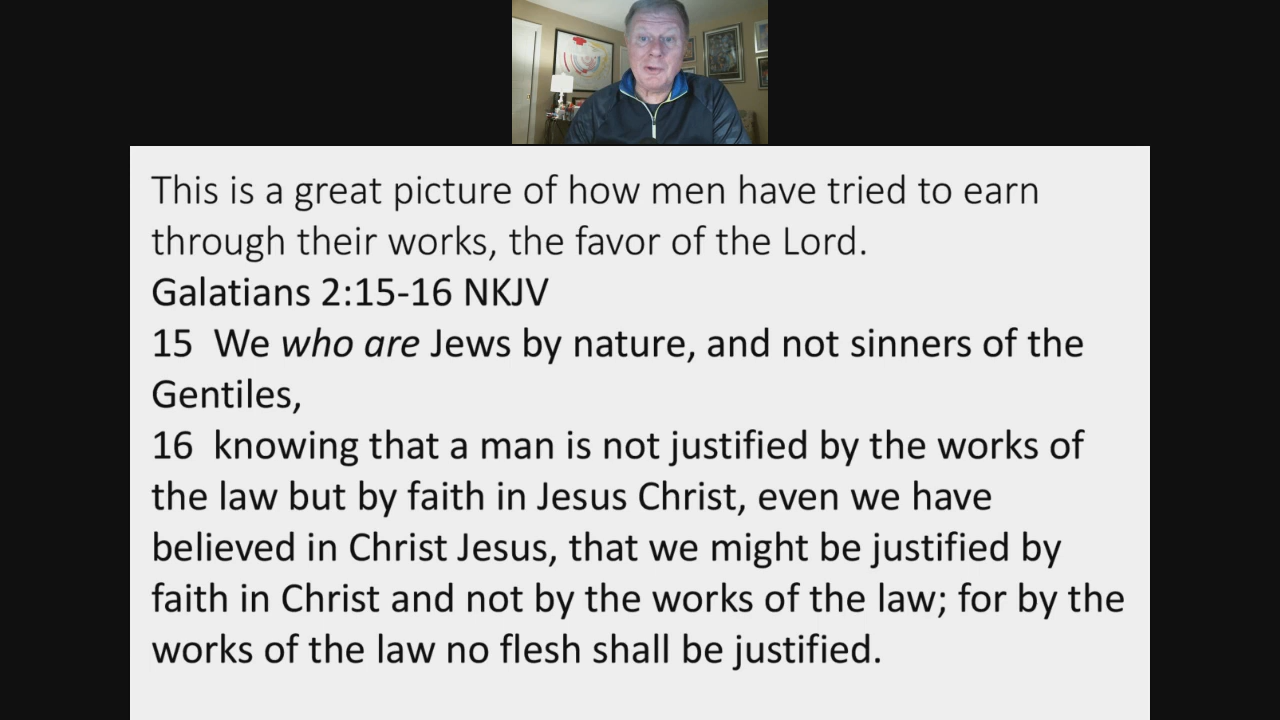 This is a great picture of how men have tried to earn
through their works, the favor of the Lord.
Galatians 2:15-16 NKJV
15  We who are Jews by nature, and not sinners of the
Gentiles,
16  knowing that a man is not justified by the works of
the law but by faith in Jesus Christ, even we have
believed in Christ Jesus, that we might be justified by
faith in Christ and not by the works of the law; for by the
works of the law no flesh shall be justified.